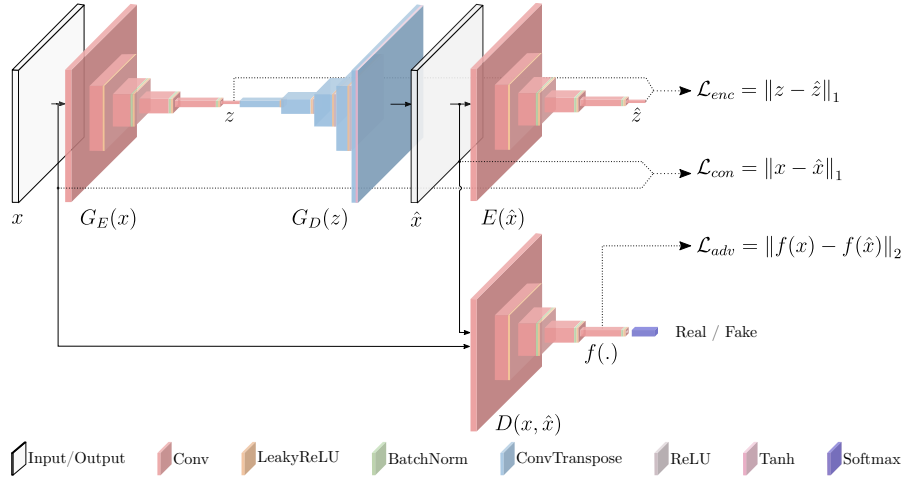 z
ẑ
ℒ_enc = ‖z − ẑ‖_1
ℒ_con = ‖x − x̂‖_1
x
G_E(x)
G_D(z)
x̂
E(x̂)
ℒ_adv = ‖f(x) − f(x̂)‖_2
Real / Fake
f(.)
D(x, x̂)
Input/Output
Conv
LeakyReLU
BatchNorm
ConvTranspose
ReLU
Tanh
Softmax